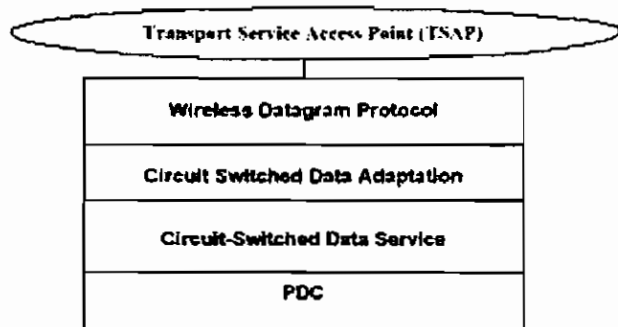 Transport Service Access Point (TSAP)
Wireless Datagram Protocol
Circuit Switched Data Adaptation
Circuit-Switched Data Service
PDC